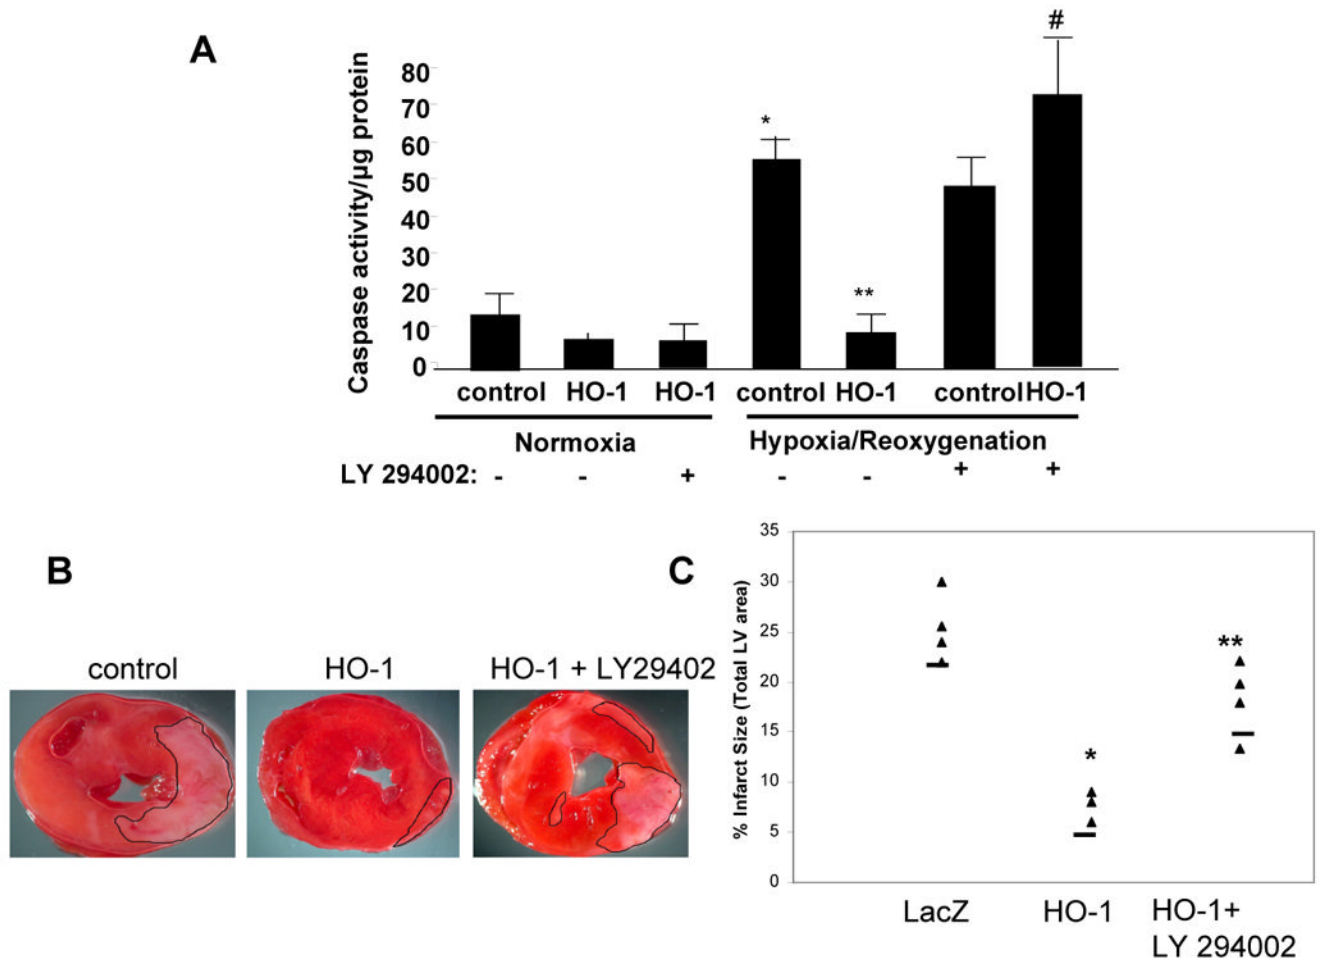 A
#
Caspase activity/µg protein
80
70
60
50
40
30
20
10
0
*
**
control HO-1 HO-1 control HO-1 control HO-1
Normoxia Hypoxia/Reoxygenation
LY 294002: - - + - - + +
B
control HO-1 HO-1 + LY29402
C
% Infarct Size (Total LV area)
35
30
25
20
15
10
5
0
*
**
LacZ HO-1 HO-1+
LY 294002